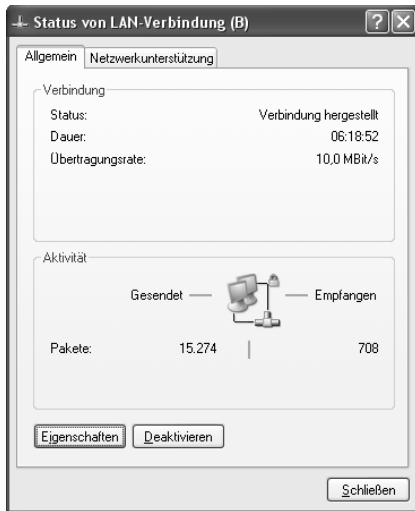 Status von LAN-Verbindung (B)
Allgemein Netzwerkunterstützung
Verbindung
Status: Verbindung hergestellt
Dauer: 06:18:52
Übertragungsrate: 10,0 MBit/s
Aktivität
Gesendet Empfangen
Pakete: 15.274 708
Eigenschaften Deaktivieren
Schließen